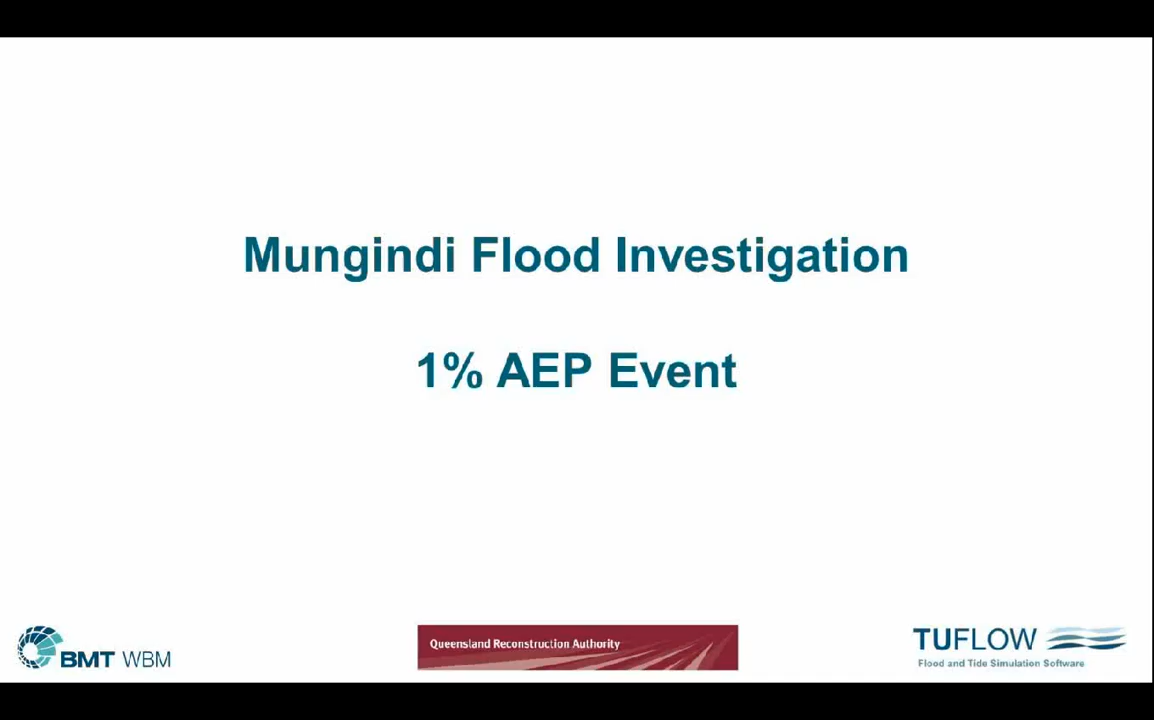 Mungindi Flood Investigation
1% AEP Event
BMT WBM
Queensland Reconstruction Authority
TUFLOW
Flood and Tide Simulation Software